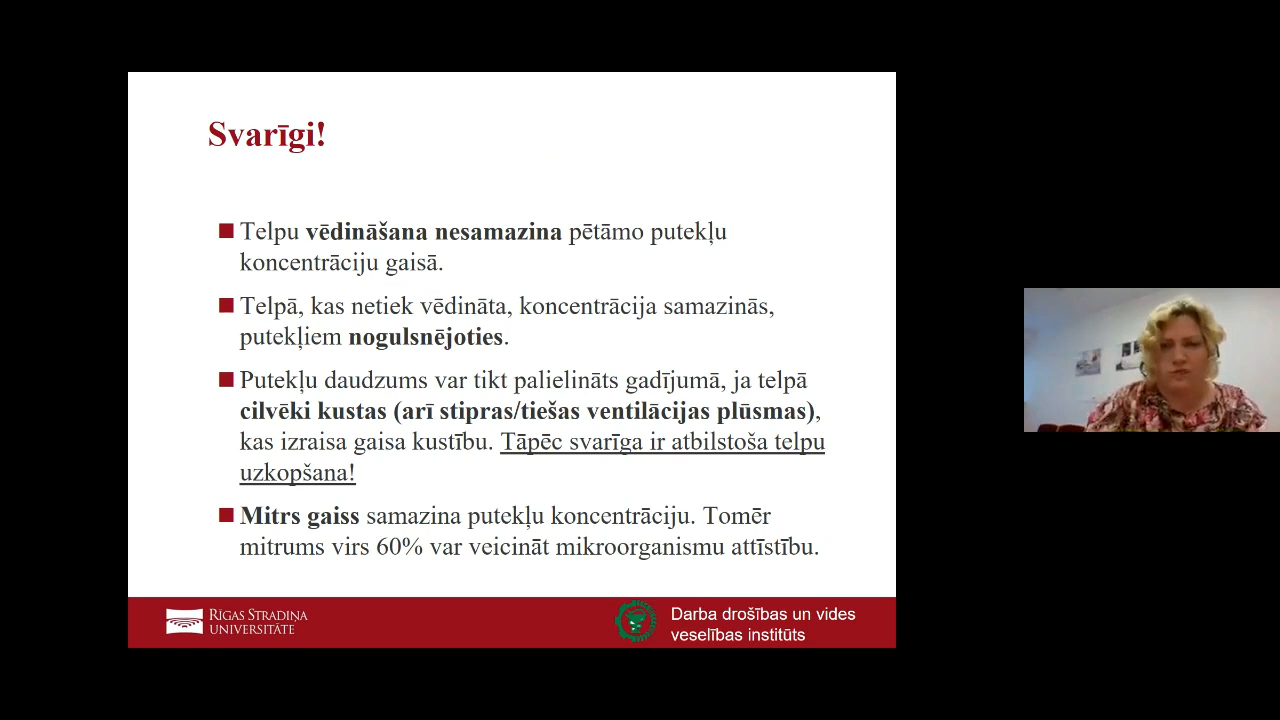 Svarīgi!
Telpu vēdināšana nesamazina pētāmo putekļu
koncentrāciju gaisā.
Telpā, kas netiek vēdināta, koncentrācija samazinās,
putekļiem nogulsnējoties.
Putekļu daudzums var tikt palielināts gadījumā, ja telpā
cilvēki kustas (arī stipras/tiešas ventilācijas plūsmas),
kas izraisa gaisa kustību. Tāpēc svarīga ir atbilstoša telpu
uzkopšana!
Mitrs gaiss samazina putekļu koncentrāciju. Tomēr
mitrums virs 60% var veicināt mikroorganismu attīstību.
RĪGAS STRADIŅA
UNIVERSITĀTE
Darba drošības un vides
veselības institūts